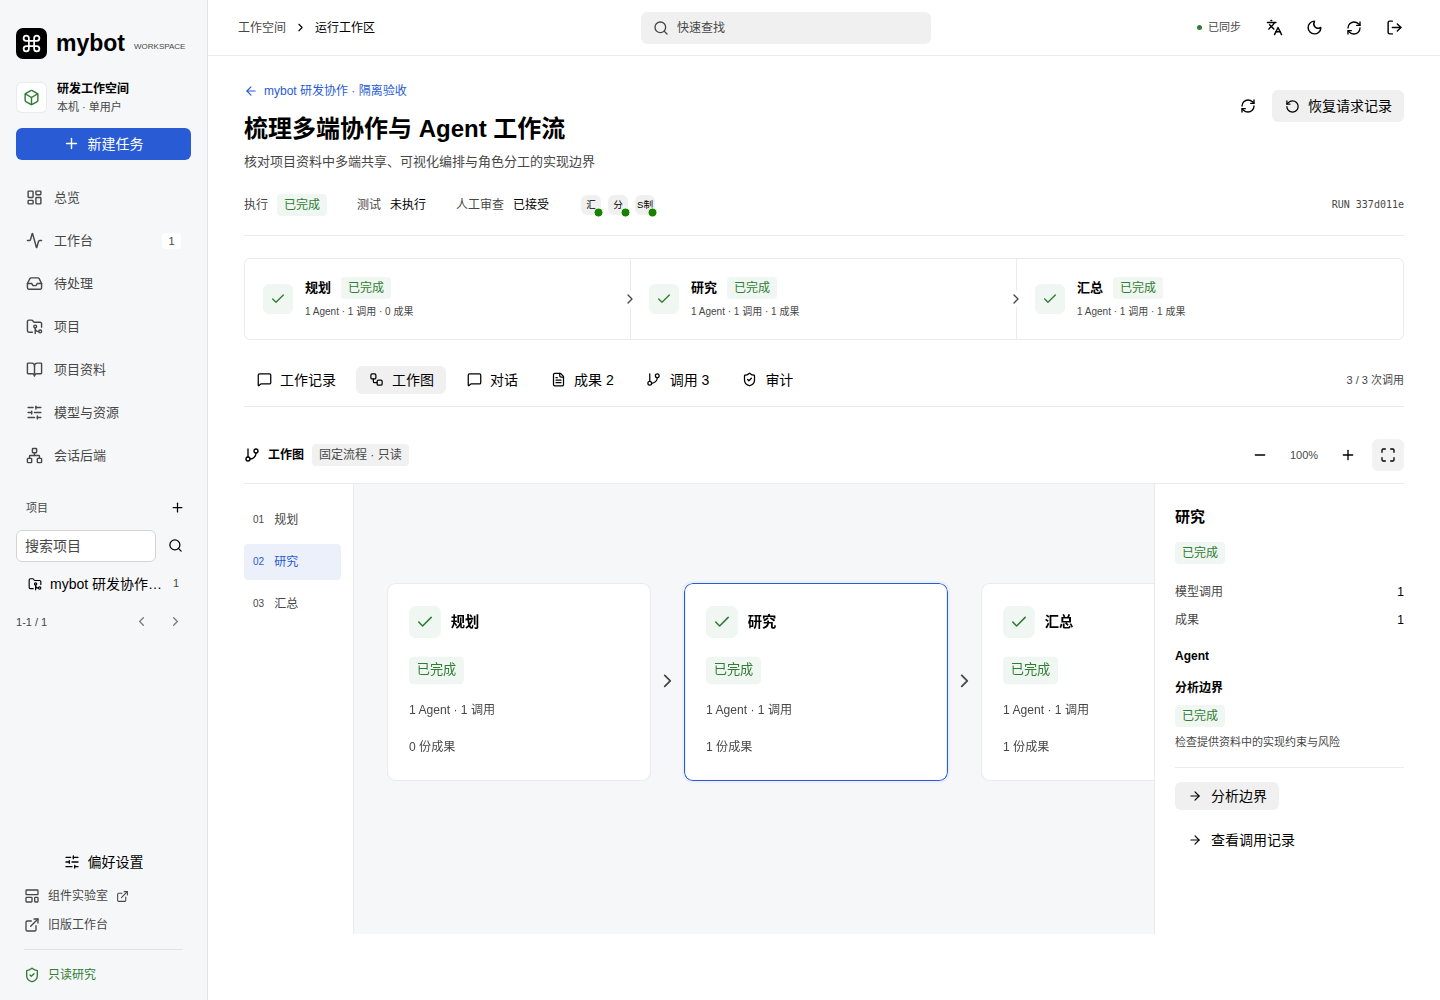 mybot WORKSPACE
研发工作空间
本机 · 单用户
新建任务
总览
工作台 1
待处理
项目
项目资料
模型与资源
会话后端
项目
搜索项目
mybot 研发协作… 1
1-1 / 1
偏好设置
组件实验室
旧版工作台
只读研究
工作空间 运行工作区
快速查找
已同步
mybot 研发协作 · 隔离验收
梳理多端协作与 Agent 工作流
核对项目资料中多端共享、可视化编排与角色分工的实现边界
恢复请求记录
执行 已完成 测试 未执行 人工审查 已接受 汇 分 S制
RUN 337d011e
规划 已完成
1 Agent · 1 调用 · 0 成果
研究 已完成
1 Agent · 1 调用 · 1 成果
汇总 已完成
1 Agent · 1 调用 · 1 成果
工作记录 工作图 对话 成果 2 调用 3 审计
3 / 3 次调用
工作图 固定流程 · 只读
100%
01 规划
02 研究
03 汇总
规划
已完成
1 Agent · 1 调用
0 份成果
研究
已完成
1 Agent · 1 调用
1 份成果
汇总
已完成
1 Agent · 1 调用
1 份成果
研究
已完成
模型调用 1
成果 1
Agent
分析边界
已完成
检查提供资料中的实现约束与风险
分析边界
查看调用记录